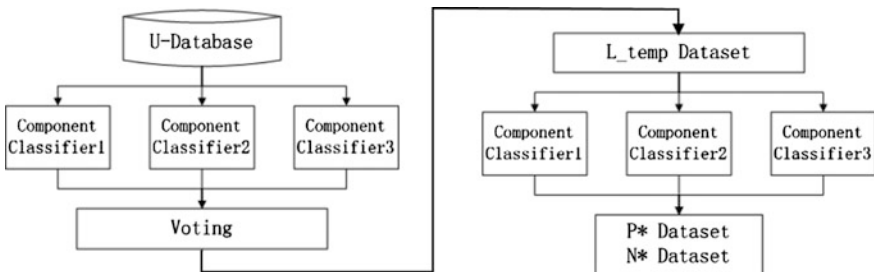 U-Database
Component
Classifier1
Component
Classifier2
Component
Classifier3
Voting
L_temp Dataset
Component
Classifier1
Component
Classifier2
Component
Classifier3
P* Dataset
N* Dataset